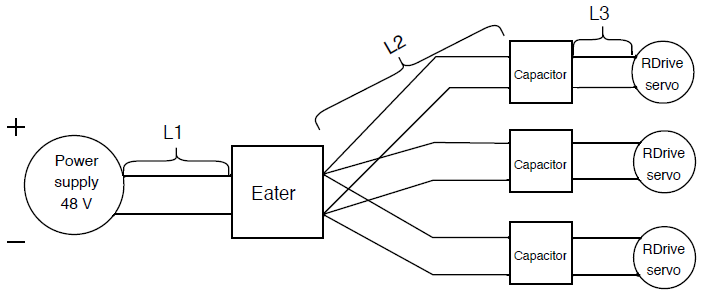 +
L1
Power
supply
48 V
—
Eater
L2
Capacitor
L3
RDrive
servo
Capacitor
RDrive
servo
Capacitor
RDrive
servo